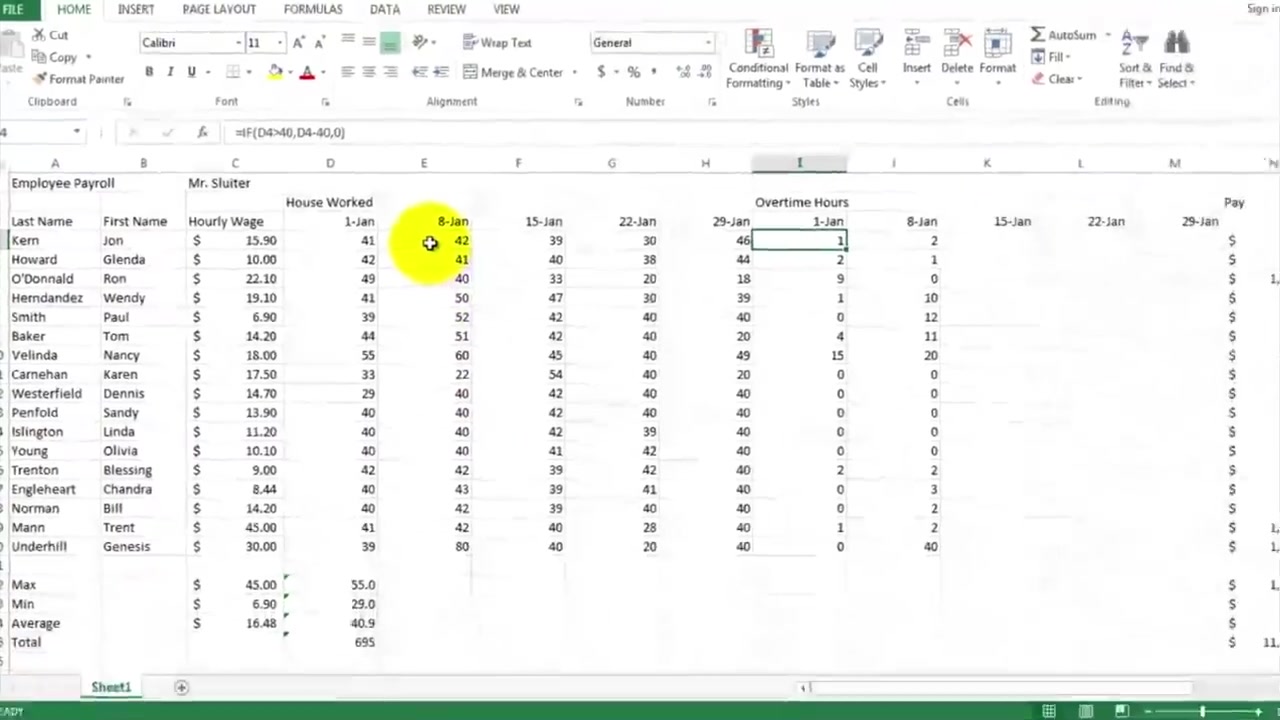 FILE HOME INSERT PAGE LAYOUT FORMULAS DATA REVIEW VIEW Sign in
Cut Calibri 11 A A Wrap Text General AutoSum
Copy Fill
Format Painter B I U A Merge & Center $ % , Conditional Formatting Format as Table Cell Styles Insert Delete Format Clear Sort & Filter Find & Select
Clipboard Font Alignment Number Styles Cells Editing
4 fx =IF(D4>40,D4-40,0)
A B C D E F G H I J K L M N
Employee Payroll Mr. Sluiter
House Worked Overtime Hours Pay
Last Name First Name Hourly Wage 1-Jan 8-Jan 15-Jan 22-Jan 29-Jan 1-Jan 8-Jan 15-Jan 22-Jan 29-Jan
Kern Jon $ 15.90 41 42 39 30 46 1 2 $
Howard Glenda $ 10.00 42 41 40 38 44 2 1 $
O'Donald Ron $ 22.10 49 40 33 20 18 9 0 $ 1,
Herndandez Wendy $ 19.10 41 50 47 30 39 1 10 $
Smith Paul $ 6.90 39 52 42 40 40 0 12 $
Baker Tom $ 14.20 44 51 42 40 20 4 11 $
Velinda Nancy $ 18.00 55 60 45 40 49 15 20 $
Carnehan Karen $ 17.50 33 22 54 40 20 0 0 $
Westerfield Dennis $ 14.70 29 40 42 40 40 0 0 $
Penfold Sandy $ 13.90 40 40 42 40 40 0 0 $
Islington Linda $ 11.20 40 40 42 39 40 0 0 $
Young Olivia $ 10.10 40 40 41 42 40 0 0 $
Trenton Blessing $ 9.00 42 42 39 40 40 2 2 $
Engleheart Chandra $ 8.44 40 43 39 41 40 0 3 $
Norman Bill $ 14.20 40 42 39 40 40 0 2 $
Mann Trent $ 45.00 41 42 40 28 40 1 2 $ 1,
Underhill Genesis $ 30.00 39 80 40 20 40 0 40 $ 1,
Max $ 45.00 55.0 $ 1,
Min $ 6.90 29.0 $
Average $ 16.48 40.9 $
Total 695 $ 11,
Sheet1